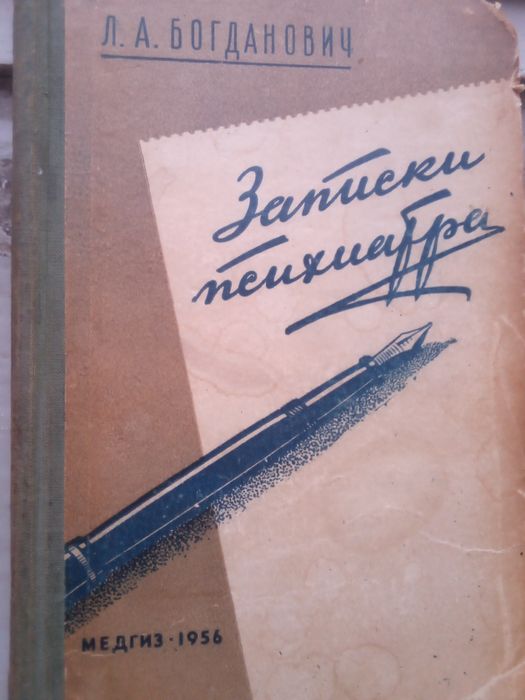 Л. А. БОГДАНОВИЧ
Записки
психиатра
МЕДГИЗ · 1956